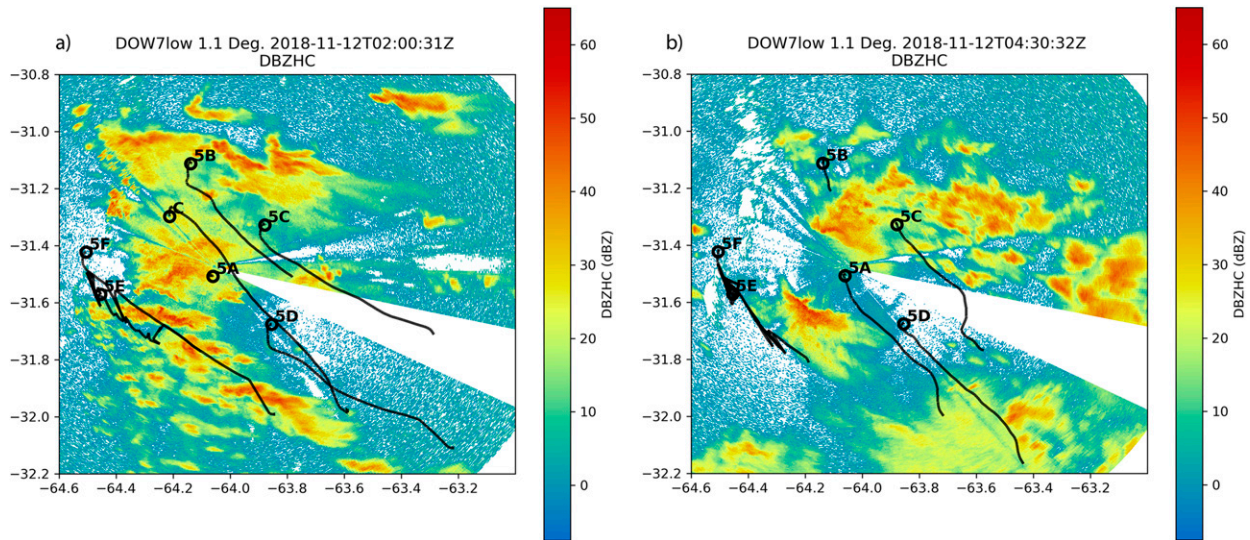 a)
DOW7low 1.1 Deg. 2018-11-12T02:00:31Z
DBZHC
−30.8
−31.0
−31.2
−31.4
−31.6
−31.8
−32.0
−32.2
−64.6
−64.4
−64.2
−64.0
−63.8
−63.6
−63.4
−63.2
5B
C
5C
5F
5A
5E
5D
60
50
40
30
20
10
0
DBZHC (dBZ)
b)
DOW7low 1.1 Deg. 2018-11-12T04:30:32Z
DBZHC
−30.8
−31.0
−31.2
−31.4
−31.6
−31.8
−32.0
−32.2
−64.6
−64.4
−64.2
−64.0
−63.8
−63.6
−63.4
−63.2
5B
5C
5F
5A
5E
5D
60
50
40
30
20
10
0
DBZHC (dBZ)